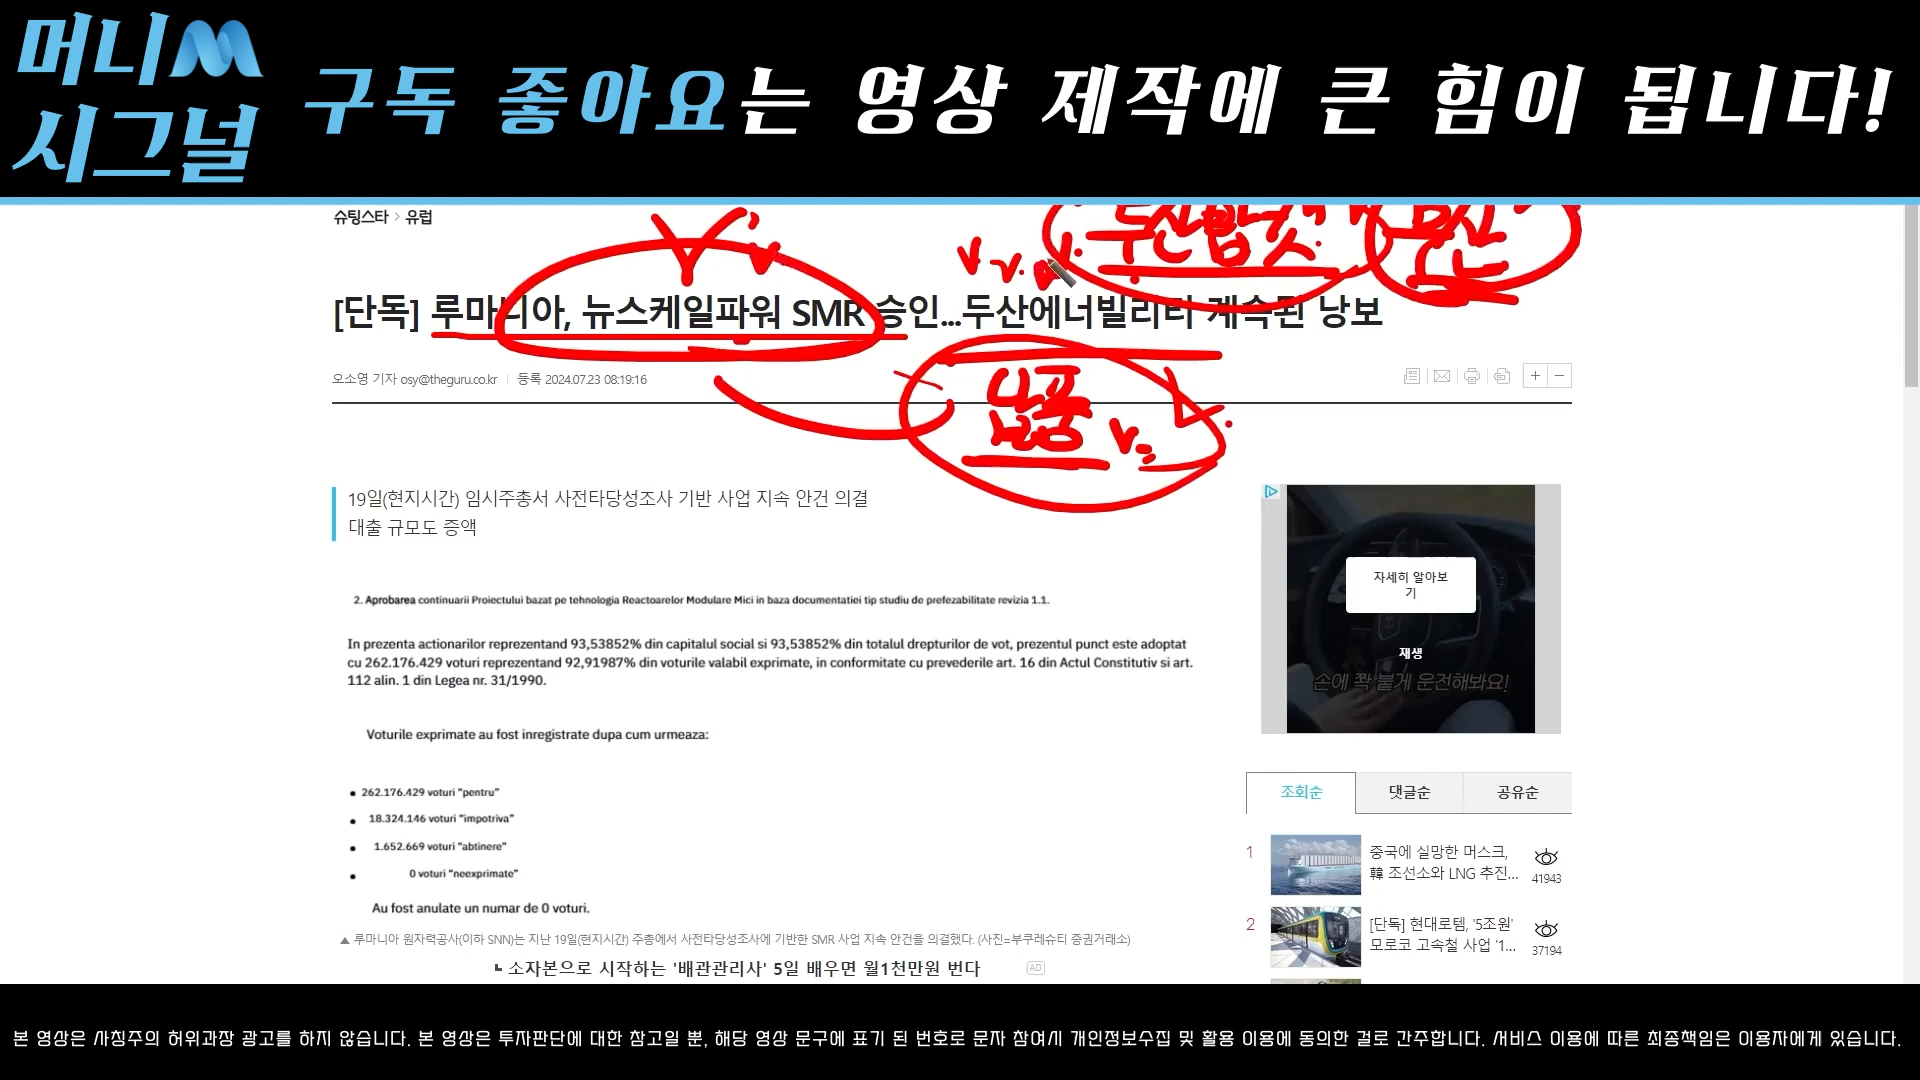 머니
시그널
구독 좋아요는 영상 제작에 큰 힘이 됩니다!
슈팅스타 > 유럽
두산밥캣
두산
[단독] 루마니아, 뉴스케일파워 SMR 승인...두산에너빌리티 계속된 낭보
오소영 기자 osy@theguru.co.kr | 등록 2024.07.23 08:19:16
납품
19일(현지시간) 임시주총서 사전타당성조사 기반 사업 지속 안건 의결
대출 규모도 증액
2. Aprobarea continuarii Proiectului bazat pe tehnologia Reactoarelor Modulare Mici in baza documentatiei tip studiu de prefezabilitate revizia 1.1.
In prezenta actionarilor reprezentand 93,53852% din capitalul social si 93,53852% din totalul drepturilor de vot, prezentul punct este adoptat
cu 262.176.429 voturi reprezentand 92,91987% din voturile valabil exprimate, in conformitate cu prevederile art. 16 din Actul Constitutiv si art.
112 alin. 1 din Legea nr. 31/1990.
Voturile exprimate au fost inregistrate dupa cum urmeaza:
• 262.176.429 voturi "pentru"
• 18.324.146 voturi "impotriva"
• 1.652.669 voturi "abtinere"
• 0 voturi "neexprimate"
Au fost anulate un numar de 0 voturi.
▲ 루마니아 원자력공사(이하 SNN)는 지난 19일(현지시간) 주총에서 사전타당성조사에 기반한 SMR 사업 지속 안건을 의결했다. (사진=부쿠레슈티 증권거래소)
┗ 소자본으로 시작하는 '배관관리사' 5일 배우면 월1천만원 번다
AD
자세히 알아보
기
재생
손에 쫙 붙게 운전해봐요!
조회순 댓글순 공유순
1
중국에 실망한 머스크,
韓 조선소와 LNG 추진...
41943
2
[단독] 현대로템, '5조원'
모로코 고속철 사업 '1...
37194
본 영상은 사칭주의 허위과장 광고를 하지 않습니다. 본 영상은 투자판단에 대한 참고일 뿐, 해당 영상 문구에 표기 된 번호로 문자 참여시 개인정보수집 및 활용 이용에 동의한 걸로 간주합니다. 서비스 이용에 따른 최종책임은 이용자에게 있습니다.